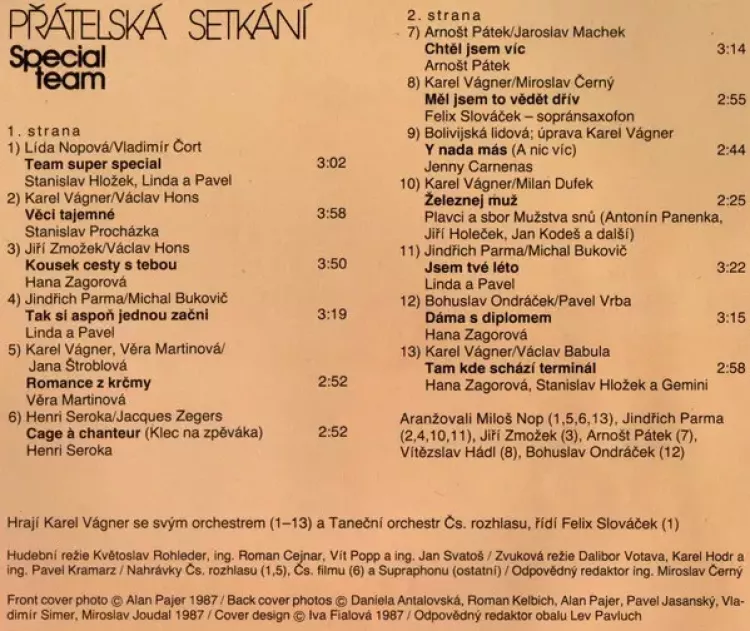 PŘÁTELSKÁ SETKÁNÍ
Special
team
1. strana
1) Lída Nopová/Vladimír Čort
Team super special 3:02
Stanislav Hložek, Linda a Pavel
2) Karel Vágner/Václav Hons
Věci tajemné 3:58
Stanislav Procházka
3) Jiří Zmožek/Václav Hons
Kousek cesty s tebou 3:50
Hana Zagorová
4) Jindřich Parma/Michal Bukovič
Tak si aspoň jednou začni 3:19
Linda a Pavel
5) Karel Vágner, Věra Martinová/
Jana Štroblová
Romance z krčmy 2:52
Věra Martinová
6) Henri Seroka/Jacques Zegers
Cage à chanteur (Klec na zpěváka) 2:52
Henri Seroka
2. strana
7) Arnošt Pátek/Jaroslav Machek
Chtěl jsem víc 3:14
Arnošt Pátek
8) Karel Vágner/Miroslav Černý
Měl jsem to vědět dřív 2:55
Felix Slováček – sopránsaxofon
9) Bolivijská lidová; úprava Karel Vágner
Y nada más (A nic víc) 2:44
Jenny Carnenas
10) Karel Vágner/Milan Dufek
Železnej muž 2:25
Plavci a sbor Mužstva snů (Antonín Panenka,
Jiří Holeček, Jan Kodeš a další)
11) Jindřich Parma/Michal Bukovič
Jsem tvé léto 3:22
Linda a Pavel
12) Bohuslav Ondráček/Pavel Vrba
Dáma s diplomem 3:15
Hana Zagorová
13) Karel Vágner/Václav Babula
Tam kde schází terminál 2:58
Hana Zagorová, Stanislav Hložek a Gemini
Aranžovali Miloš Nop (1,5,6,13), Jindřich Parma
(2,4,10,11), Jiří Zmožek (3), Arnošt Pátek (7),
Vítězslav Hádl (8), Bohuslav Ondráček (12)
Hrají Karel Vágner se svým orchestrem (1–13) a Taneční orchestr Čs. rozhlasu, řídí Felix Slováček (1)
Hudební režie Květoslav Rohleder, ing. Roman Cejnar, Vít Popp a ing. Jan Svatoš / Zvuková režie Dalibor Votava, Karel Hodr a
ing. Pavel Kramarz / Nahrávky Čs. rozhlasu (1,5), Čs. filmu (6) a Supraphonu (ostatní) / Odpovědný redaktor ing. Miroslav Černý
Front cover photo © Alan Pajer 1987 / Back cover photos © Daniela Antalovská, Roman Kelbich, Alan Pajer, Pavel Jasanský, Vla-
dimír Simer, Miroslav Joudal 1987 / Cover design © Iva Fialová 1987 / Odpovědný redaktor obalu Lev Pavluch